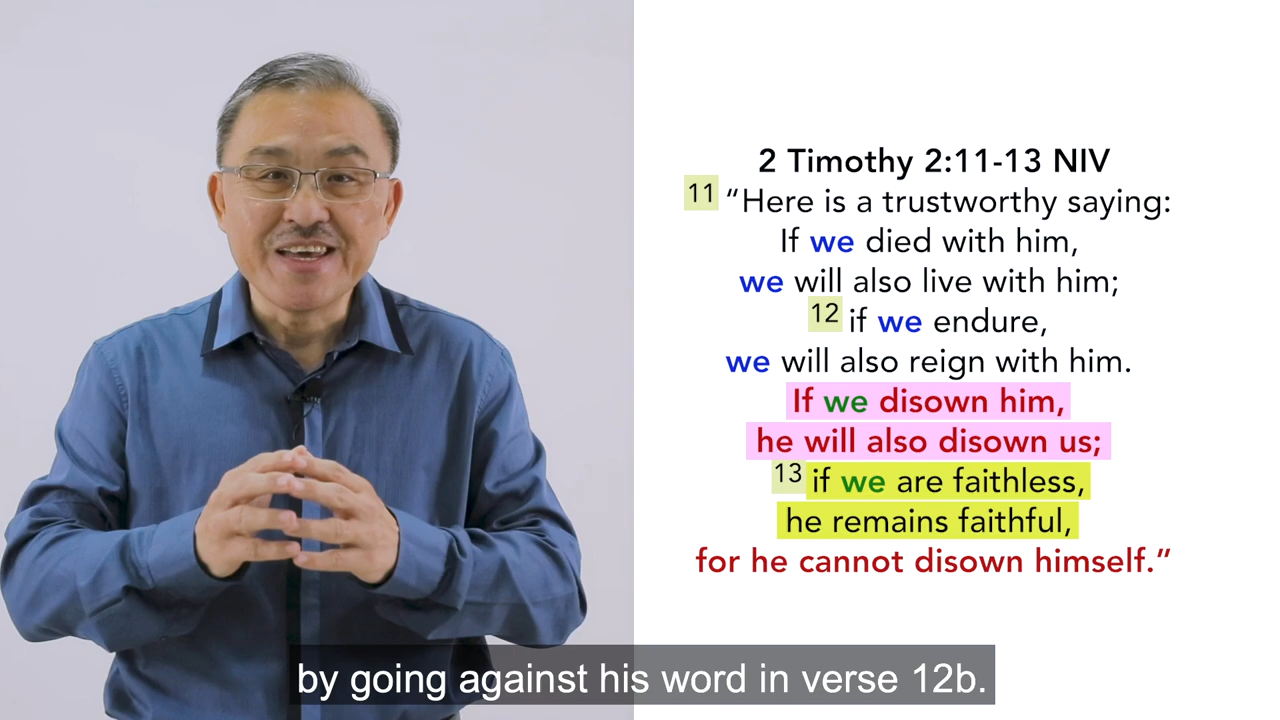 2 Timothy 2:11-13 NIV
11 “Here is a trustworthy saying:
If we died with him,
we will also live with him;
12 if we endure,
we will also reign with him.
If we disown him,
he will also disown us;
13 if we are faithless,
he remains faithful,
for he cannot disown himself.”
by going against his word in verse 12b.